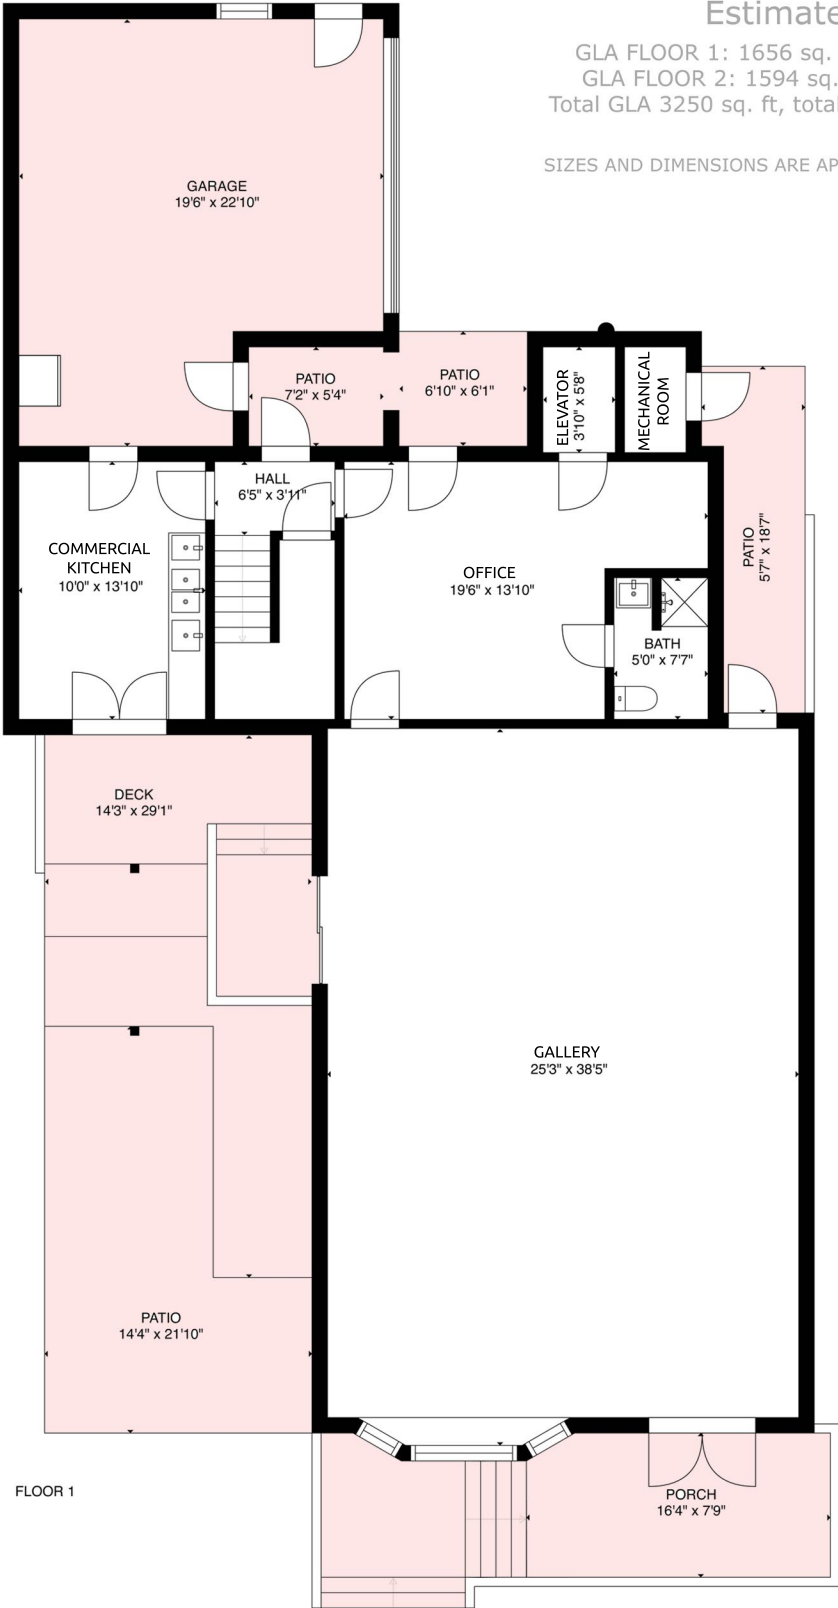 Estimate
GLA FLOOR 1: 1656 sq.
GLA FLOOR 2: 1594 sq.
Total GLA 3250 sq. ft, total
SIZES AND DIMENSIONS ARE AP
GARAGE
19'6" x 22'10"
PATIO
7'2" x 5'4"
PATIO
6'10" x 6'1"
ELEVATOR
3'10" x 5'8"
MECHANICAL
ROOM
HALL
6'5" x 3'11"
COMMERCIAL
KITCHEN
10'0" x 13'10"
OFFICE
19'6" x 13'10"
PATIO
5'7" x 18'7"
BATH
5'0" x 7'7"
DECK
14'3" x 29'1"
GALLERY
25'3" x 38'5"
PATIO
14'4" x 21'10"
FLOOR 1
PORCH
16'4" x 7'9"